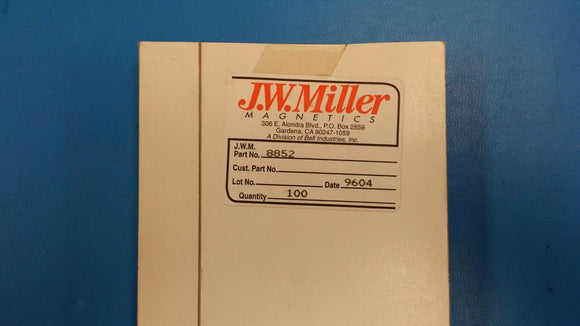 J.W.Miller
MAGNETICS
306 E. Alondra Blvd., P.O. Box 2859
Gardena, CA 90247-1059
A Division of Bell Industries, Inc.
J.W.M.
Part No. 8852
Cust. Part No.
Lot No. Date 9604
Quantity 100